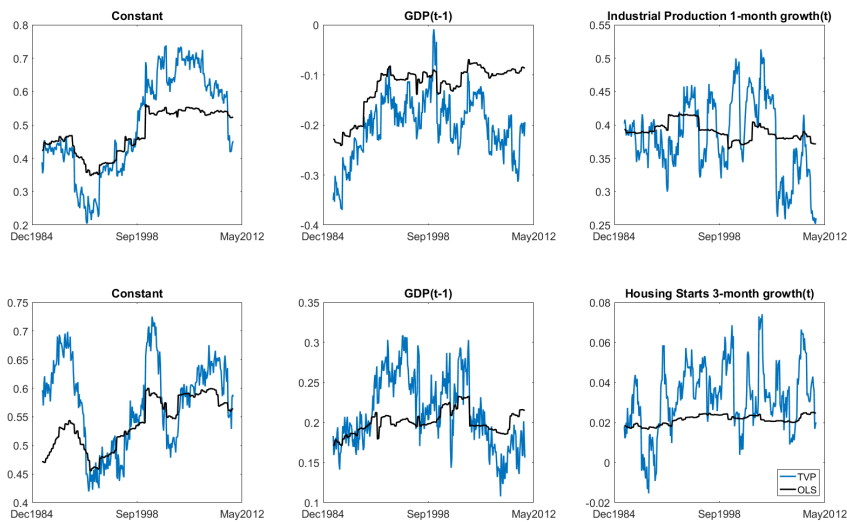 Constant
0.8
0.7
0.6
0.5
0.4
0.3
0.2
Dec1984 Sep1998 May2012
GDP(t-1)
0
-0.1
-0.2
-0.3
-0.4
Dec1984 Sep1998 May2012
Industrial Production 1-month growth(t)
0.55
0.5
0.45
0.4
0.35
0.3
0.25
Dec1984 Sep1998 May2012
Constant
0.75
0.7
0.65
0.6
0.55
0.5
0.45
0.4
Dec1984 Sep1998 May2012
GDP(t-1)
0.35
0.3
0.25
0.2
0.15
0.1
Dec1984 Sep1998 May2012
Housing Starts 3-month growth(t)
0.08
0.06
0.04
0.02
0
-0.02
Dec1984 Sep1998 May2012
TVP
OLS